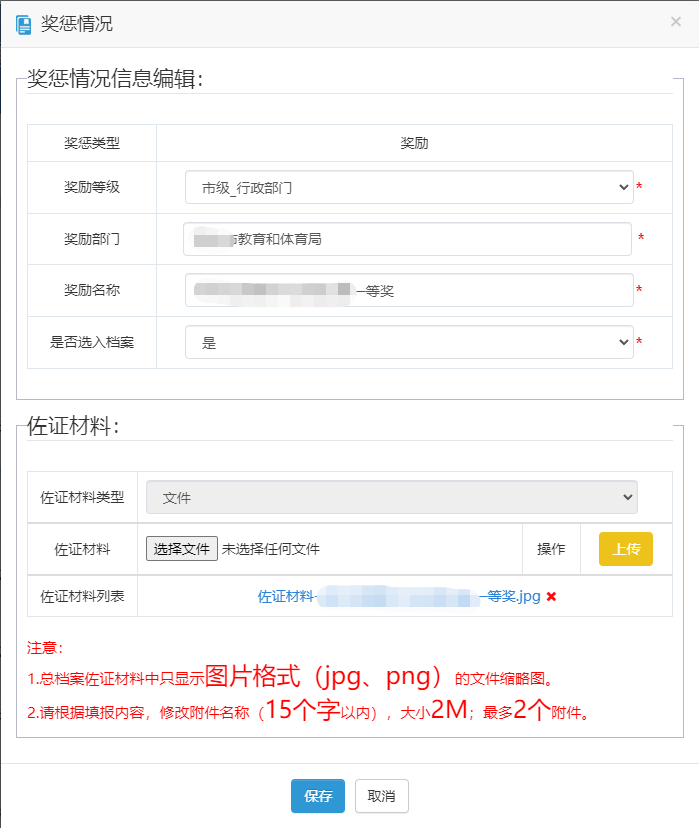 奖惩情况 ×
奖惩情况信息编辑：
奖惩类型 奖励
奖励等级 市级_行政部门 *
奖励部门 教育和体育局 *
奖励名称 等奖 *
是否选入档案 是 *
佐证材料：
佐证材料类型 文件
佐证材料 选择文件 未选择任何文件 操作 上传
佐证材料列表 佐证材料- 等奖.jpg
注意：
1.总档案佐证材料中只显示图片格式（jpg、png）的文件缩略图。
2.请根据填报内容，修改附件名称（15个字以内），大小2M；最多2个附件。
保存 取消